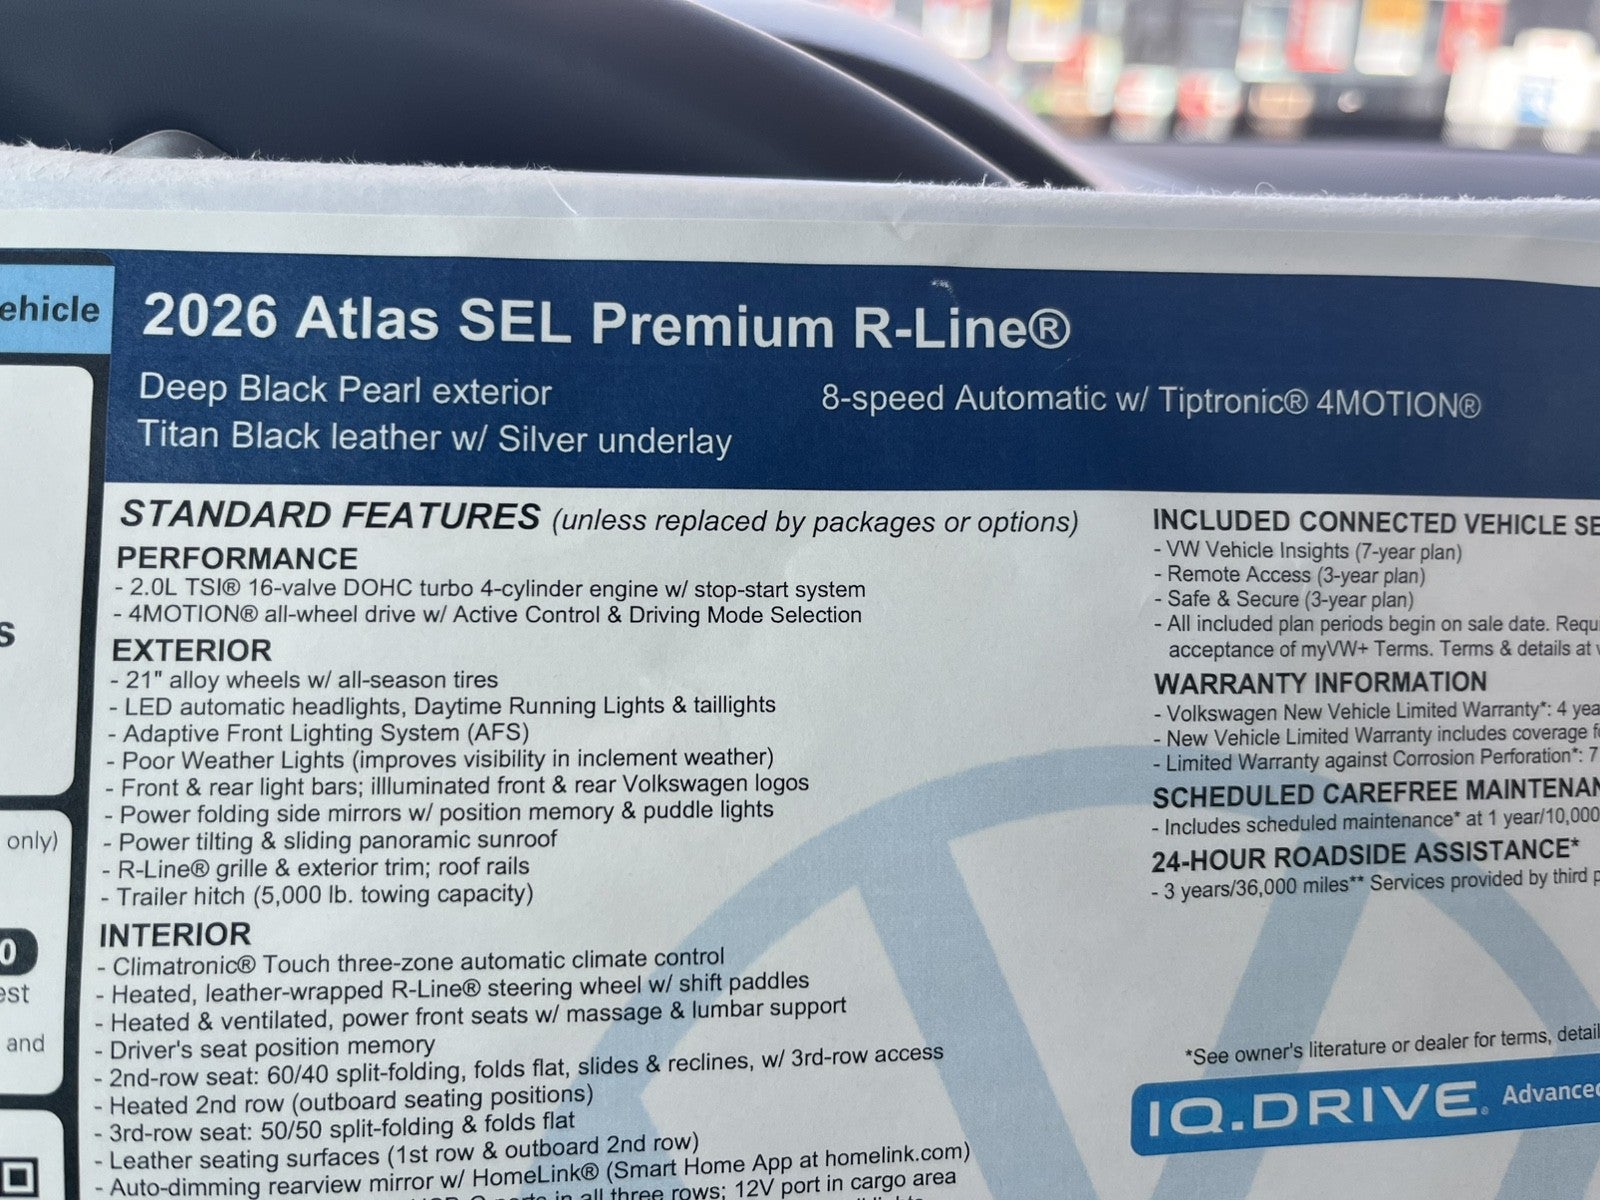 ehicle
2026 Atlas SEL Premium R-Line®
Deep Black Pearl exterior
8-speed Automatic w/ Tiptronic® 4MOTION®
Titan Black leather w/ Silver underlay
STANDARD FEATURES (unless replaced by packages or options)
PERFORMANCE
- 2.0L TSI® 16-valve DOHC turbo 4-cylinder engine w/ stop-start system
- 4MOTION® all-wheel drive w/ Active Control & Driving Mode Selection
EXTERIOR
- 21" alloy wheels w/ all-season tires
- LED automatic headlights, Daytime Running Lights & taillights
- Adaptive Front Lighting System (AFS)
- Poor Weather Lights (improves visibility in inclement weather)
- Front & rear light bars; illluminated front & rear Volkswagen logos
- Power folding side mirrors w/ position memory & puddle lights
- Power tilting & sliding panoramic sunroof
- R-Line® grille & exterior trim; roof rails
- Trailer hitch (5,000 lb. towing capacity)
INTERIOR
- Climatronic® Touch three-zone automatic climate control
- Heated, leather-wrapped R-Line® steering wheel w/ shift paddles
- Heated & ventilated, power front seats w/ massage & lumbar support
- Driver's seat position memory
- 2nd-row seat: 60/40 split-folding, folds flat, slides & reclines, w/ 3rd-row access
- Heated 2nd row (outboard seating positions)
- 3rd-row seat: 50/50 split-folding & folds flat
- Leather seating surfaces (1st row & outboard 2nd row)
- Auto-dimming rearview mirror w/ HomeLink® (Smart Home App at homelink.com)
in all three rows; 12V port in cargo area
INCLUDED CONNECTED VEHICLE SE
- VW Vehicle Insights (7-year plan)
- Remote Access (3-year plan)
- Safe & Secure (3-year plan)
- All included plan periods begin on sale date. Requ
acceptance of myVW+ Terms. Terms & details at
WARRANTY INFORMATION
- Volkswagen New Vehicle Limited Warranty*: 4 yea
- New Vehicle Limited Warranty includes coverage f
- Limited Warranty against Corrosion Perforation*: 7
SCHEDULED CAREFREE MAINTENAN
- Includes scheduled maintenance* at 1 year/10,000
24-HOUR ROADSIDE ASSISTANCE*
- 3 years/36,000 miles** Services provided by third p
*See owner's literature or dealer for terms, detail
IQ.DRIVE® Advanced
s
only)
0
est
and